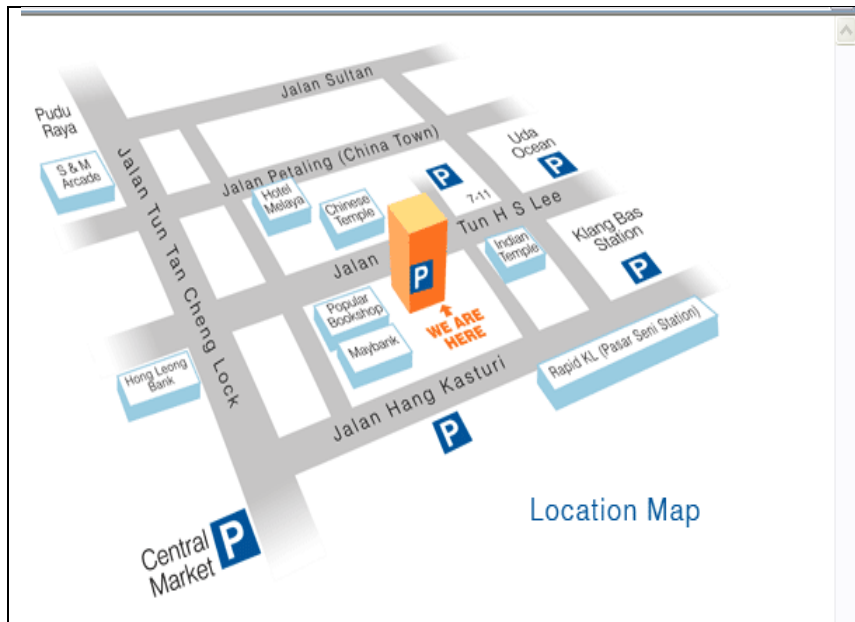 Jalan Sultan
Pudu
Raya
Jalan Tun Tan Cheng Lock
S & M
Arcade
Jalan Petaling (China Town)
Uda
Ocean
P
P
7-11
Hotel
Melaya
Chinese
Temple
Jalan Tun H S Lee
Indian
Temple
Klang Bas
Station
P
P
WE ARE
HERE
Popular
Bookshop
Maybank
Hong Leong
Bank
Rapid KL (Pasar Seni Station)
Jalan Hang Kasturi
P
Central
Market
P
Location Map